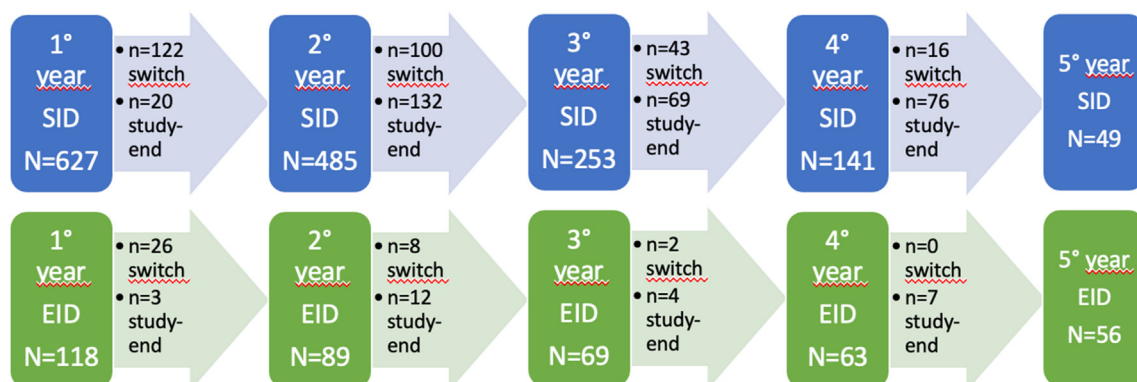 1°
year
SID
N=627
• n=122
switch
• n=20
study-
end
2°
year
SID
N=485
• n=100
switch
• n=132
study-
end
3°
year
SID
N=253
• n=43
switch
• n=69
study-
end
4°
year
SID
N=141
• n=16
switch
• n=76
study-
end
5° year
SID
N=49
1°
year
EID
N=118
• n=26
switch
• n=3
study-
end
2°
year
EID
N=89
• n=8
switch
• n=12
study-
end
3°
year
EID
N=69
• n=2
switch
• n=4
study-
end
4°
year
EID
N=63
• n=0
switch
• n=7
study-
end
5° year
EID
N=56